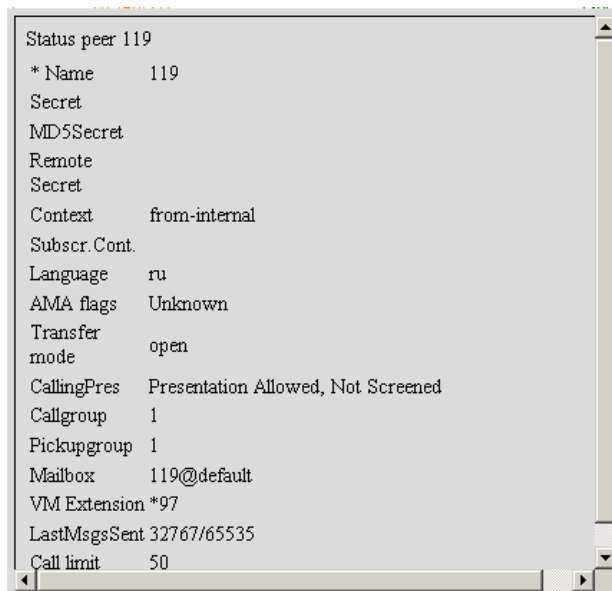 Status peer 119
* Name 119
Secret
MD5Secret
Remote
Secret
Context from-internal
Subscr.Cont.
Language ru
AMA flags Unknown
Transfer
mode open
CallingPres Presentation Allowed, Not Screened
Callgroup 1
Pickupgroup 1
Mailbox 119@default
VM Extension *97
LastMsgsSent 32767/65535
Call limit 50